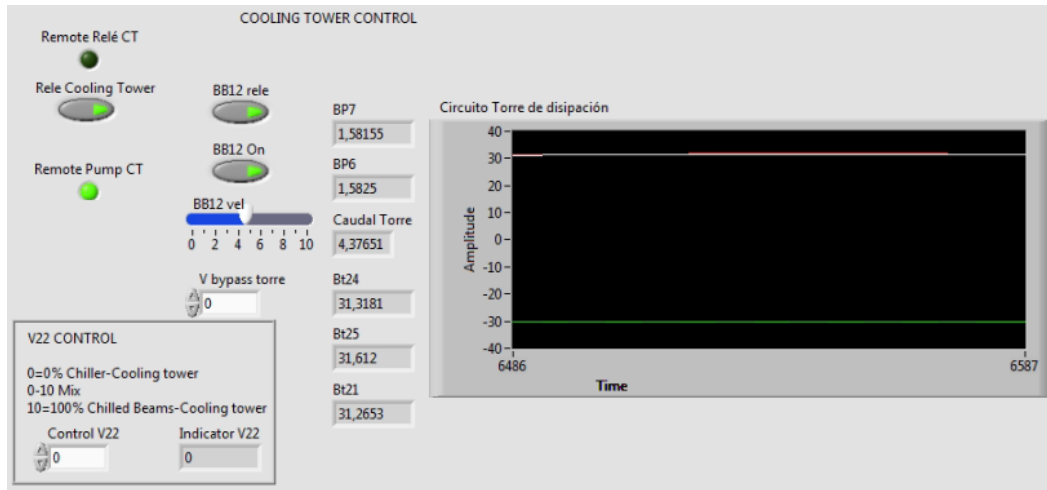 COOLING TOWER CONTROL
Remote Relé CT
Rele Cooling Tower
BB12 rele
BB12 On
Remote Pump CT
BB12 vel
0 2 4 6 8 10
V bypass torre
0
BP7
1,58155
BP6
1,5825
Caudal Torre
4,37651
Bt24
31,3181
Bt25
31,612
Bt21
31,2653
V22 CONTROL
0=0% Chiller-Cooling tower
0-10 Mix
10=100% Chilled Beams-Cooling tower
Control V22 Indicator V22
0 0
Circuito Torre de disipación
Amplitude
40
30
20
10
0
-10
-20
-30
-40
6486 6587
Time